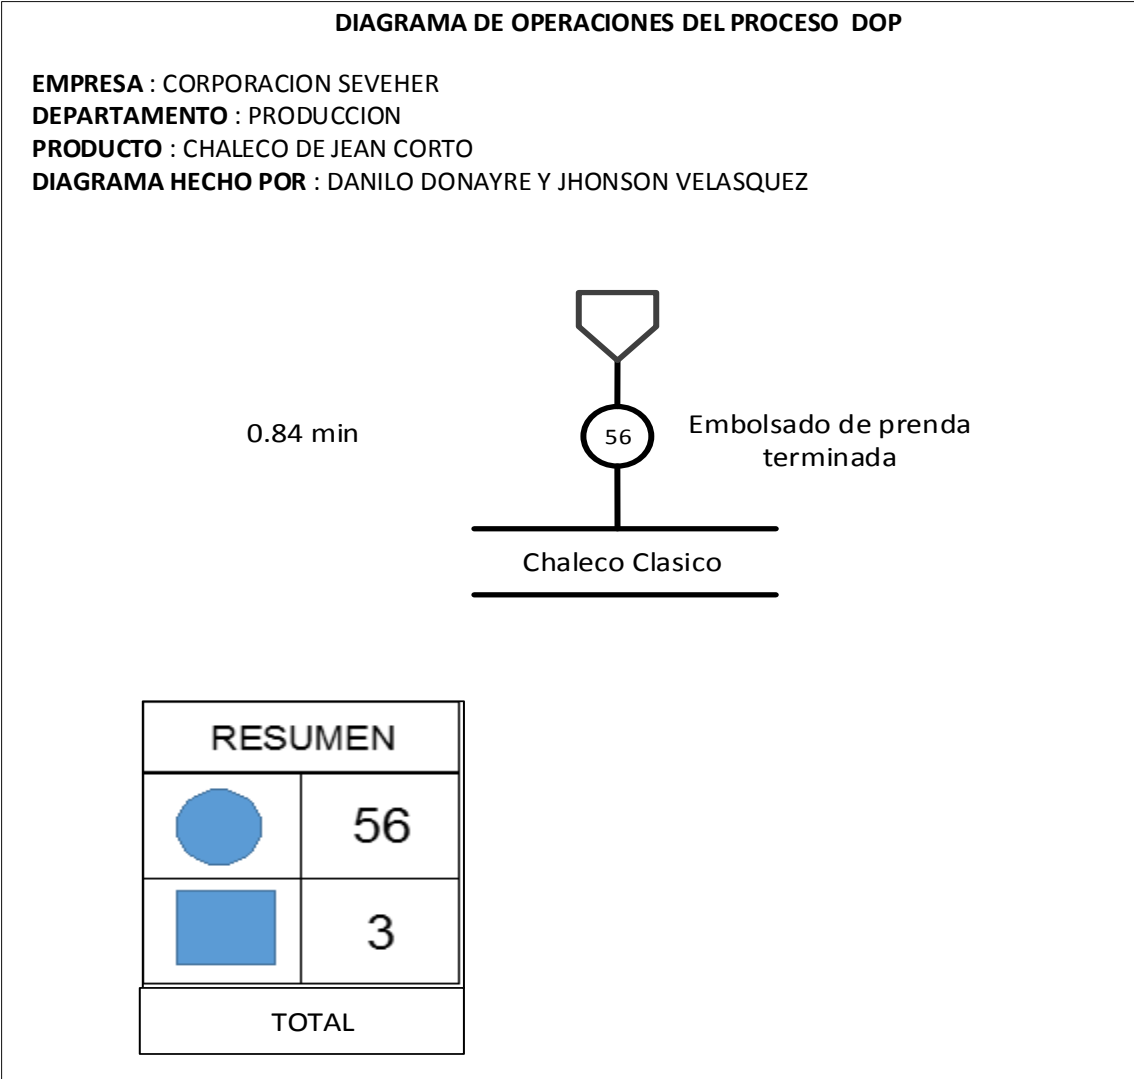 DIAGRAMA DE OPERACIONES DEL PROCESO DOP
EMPRESA : CORPORACION SEVEHER
DEPARTAMENTO : PRODUCCION
PRODUCTO : CHALECO DE JEAN CORTO
DIAGRAMA HECHO POR : DANILO DONAYRE Y JHONSON VELASQUEZ
0.84 min
56
Embolsado de prenda
terminada
Chaleco Clasico
RESUMEN
56
3
TOTAL